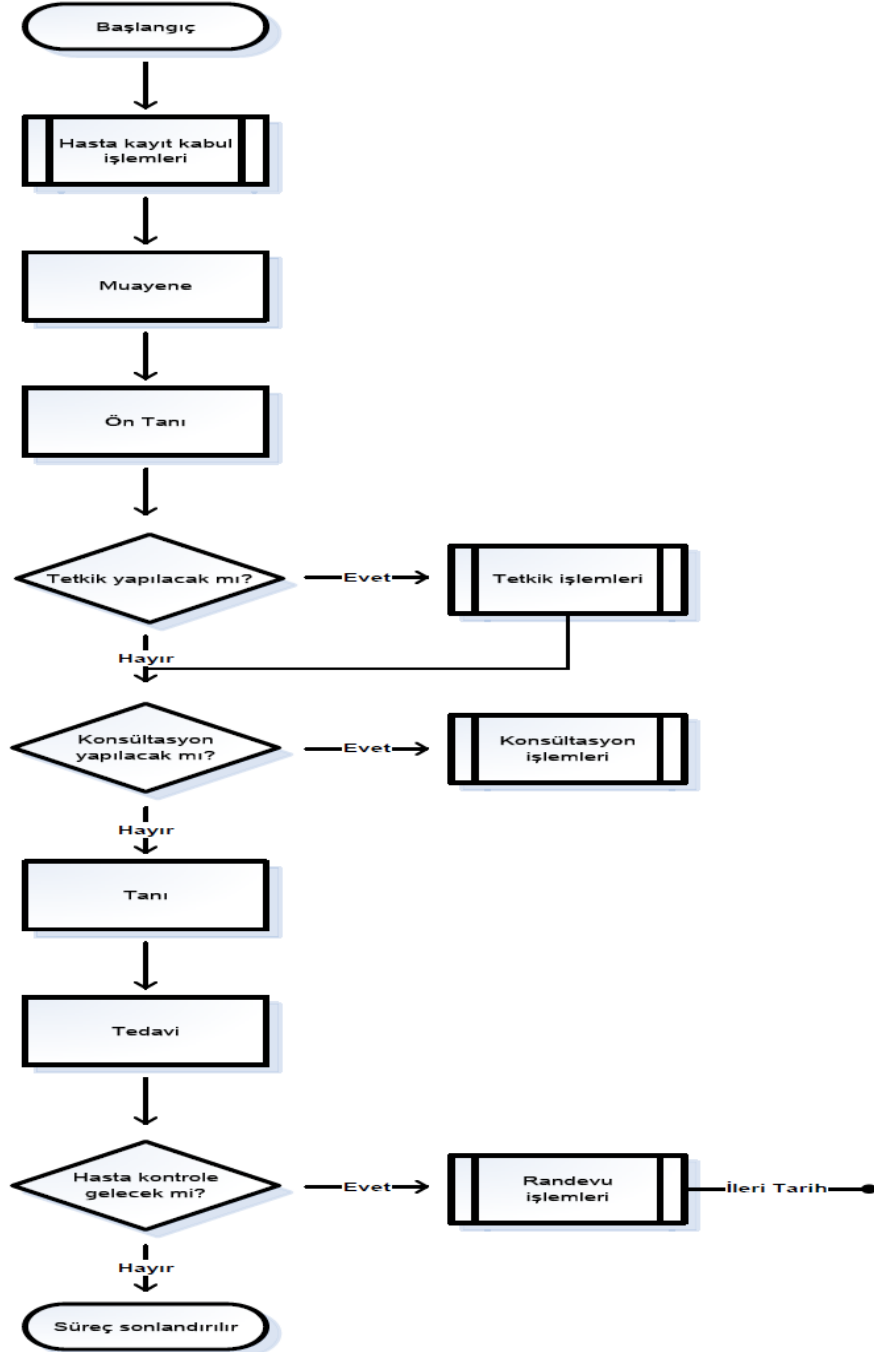 Başlangıç
Hasta kayıt kabul
işlemleri
Muayene
Ön Tanı
Tetkik yapılacak mı?
Evet
Tetkik işlemleri
Hayır
Konsültasyon
yapılacak mı?
Evet
Konsültasyon
işlemleri
Hayır
Tanı
Tedavi
Hasta kontrole
gelecek mi?
Evet
Randevu
işlemleri
İleri Tarih
Hayır
Süreç sonlandırılır